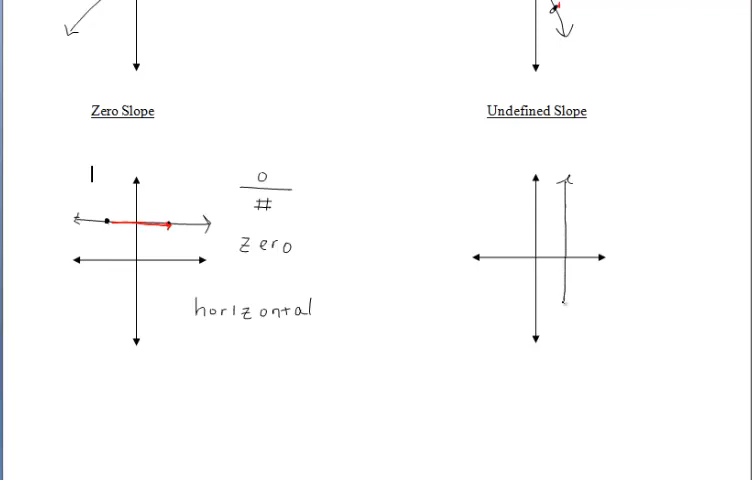 Zero Slope
Undefined Slope
0
#
zero
horizontal